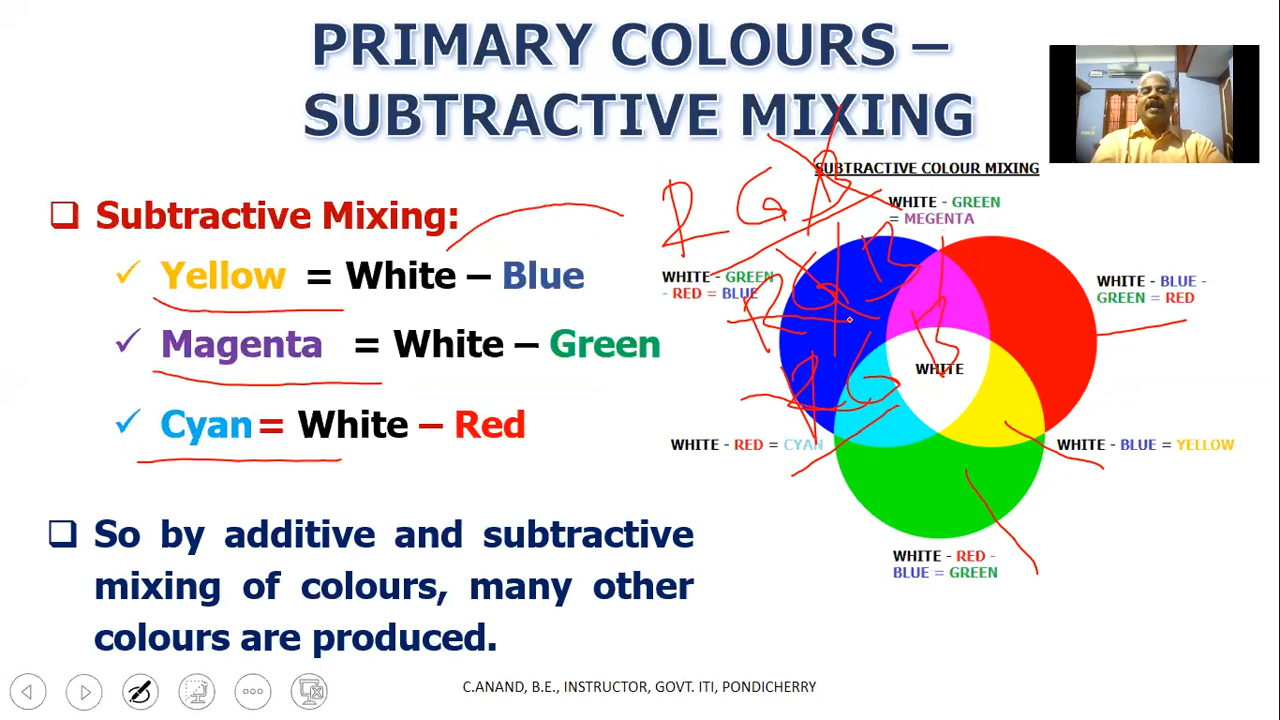 PRIMARY COLOURS –
SUBTRACTIVE MIXING
❑ Subtractive Mixing:
✓ Yellow = White – Blue
✓ Magenta = White – Green
✓ Cyan = White – Red
❑ So by additive and subtractive
mixing of colours, many other
colours are produced.
SUBTRACTIVE COLOUR MIXING
WHITE - GREEN
= MEGENTA
WHITE - GREEN
- RED = BLUE
WHITE - BLUE -
GREEN = RED
WHITE
WHITE - RED = CYAN
WHITE - BLUE = YELLOW
WHITE - RED -
BLUE = GREEN
R G B
R G B
R G B
C.ANAND, B.E., INSTRUCTOR, GOVT. ITI, PONDICHERRY